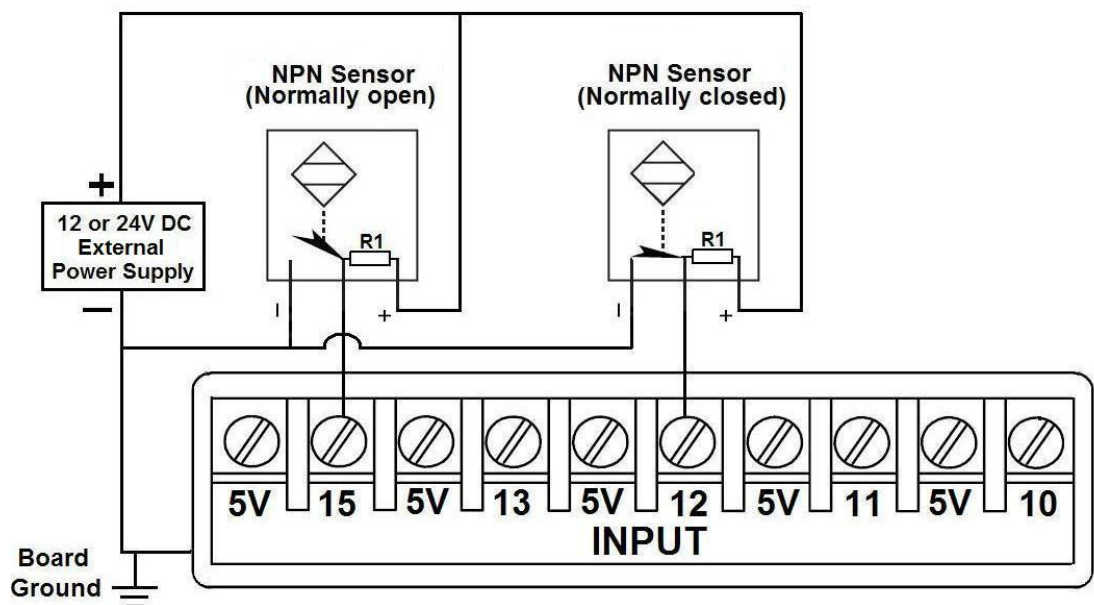 NPN Sensor
(Normally open)
NPN Sensor
(Normally closed)
+
12 or 24V DC
External
Power Supply
−
R1
R1
− +
− +
5V 15 5V 13 5V 12 5V 11 5V 10
INPUT
Board
Ground